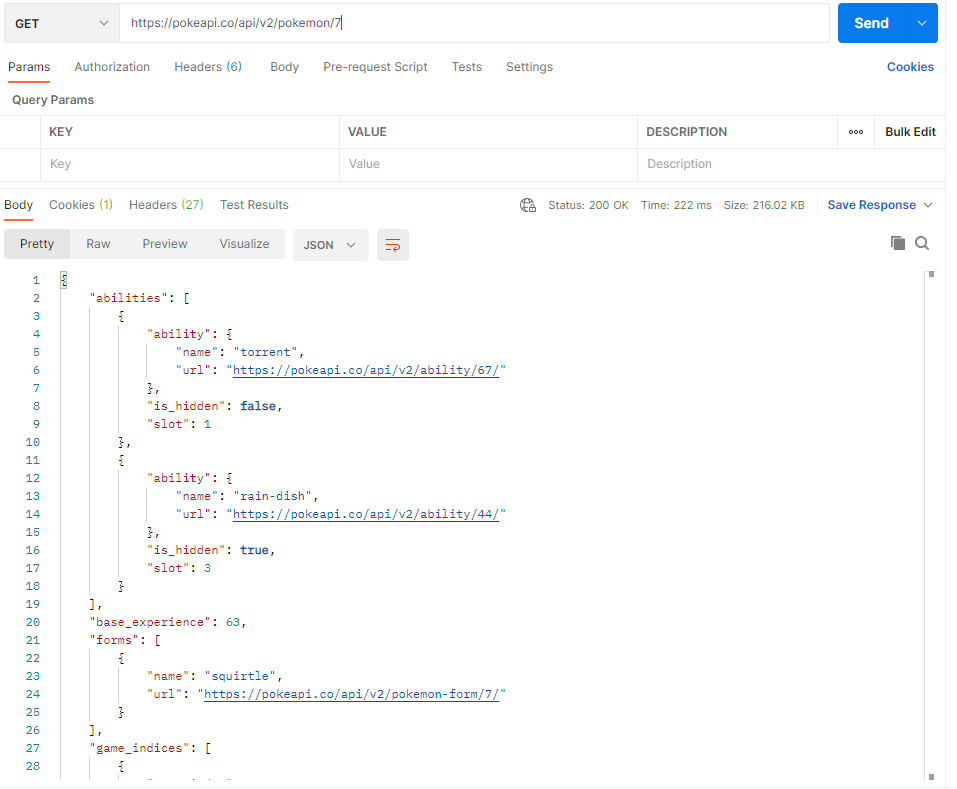 GET https://pokeapi.co/api/v2/pokemon/7 Send
Params Authorization Headers (6) Body Pre-request Script Tests Settings Cookies
Query Params
KEY VALUE DESCRIPTION ooo Bulk Edit
Key Value Description
Body Cookies (1) Headers (27) Test Results Status: 200 OK Time: 222 ms Size: 216.02 KB Save Response
Pretty Raw Preview Visualize JSON
1 {
2 "abilities": [
3 {
4 "ability": {
5 "name": "torrent",
6 "url": "https://pokeapi.co/api/v2/ability/67/"
7 },
8 "is_hidden": false,
9 "slot": 1
10 },
11 {
12 "ability": {
13 "name": "rain-dish",
14 "url": "https://pokeapi.co/api/v2/ability/44/"
15 },
16 "is_hidden": true,
17 "slot": 3
18 }
19 ],
20 "base_experience": 63,
21 "forms": [
22 {
23 "name": "squirtle",
24 "url": "https://pokeapi.co/api/v2/pokemon-form/7/"
25 }
26 ],
27 "game_indices": [
28 {